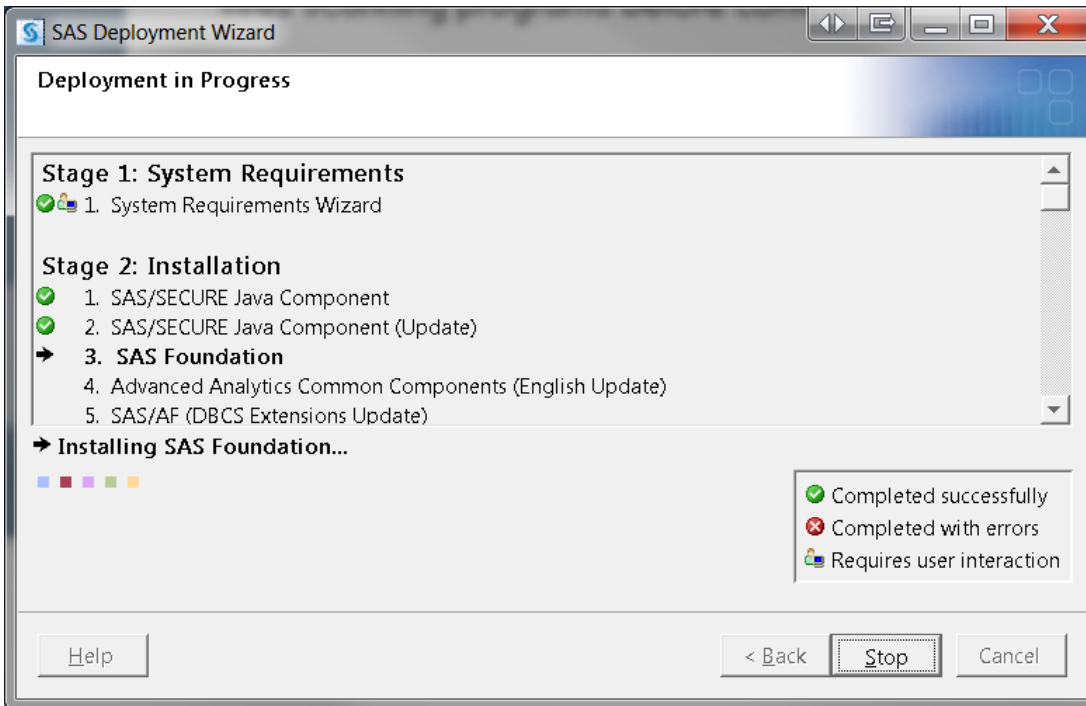 SAS Deployment Wizard
Deployment in Progress
Stage 1: System Requirements
1. System Requirements Wizard
Stage 2: Installation
1. SAS/SECURE Java Component
2. SAS/SECURE Java Component (Update)
3. SAS Foundation
4. Advanced Analytics Common Components (English Update)
5. SAS/AF (DBCS Extensions Update)
Installing SAS Foundation...
Completed successfully
Completed with errors
Requires user interaction
Help
< Back
Stop
Cancel